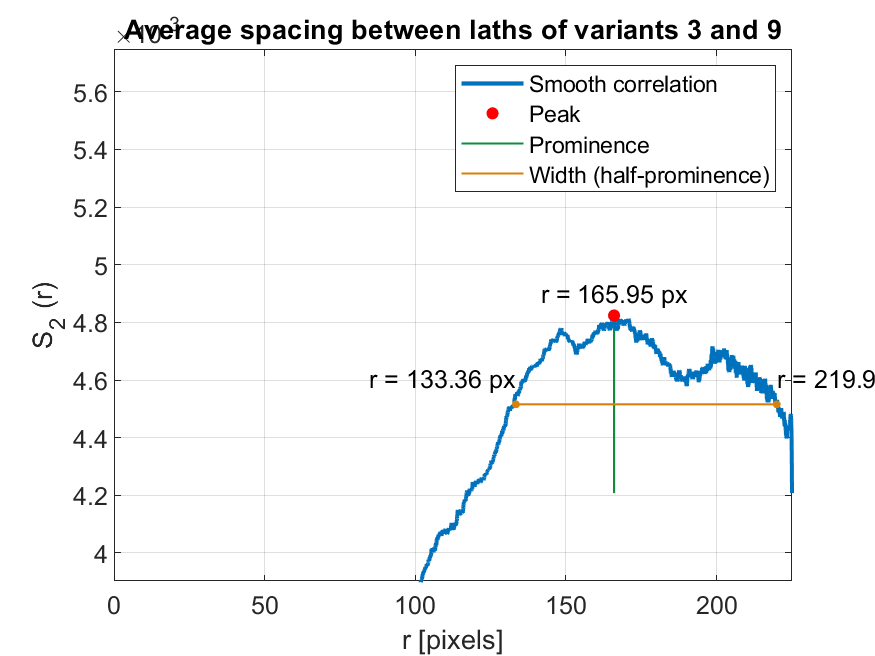 Average spacing between laths of variants 3 and 9
×10⁻³
Smooth correlation
Peak
Prominence
Width (half-prominence)
5.6
5.4
5.2
5
4.8
4.6
4.4
4.2
4
S₂ (r)
r = 165.95 px
r = 133.36 px
r = 219.9
0
50
100
150
200
r [pixels]